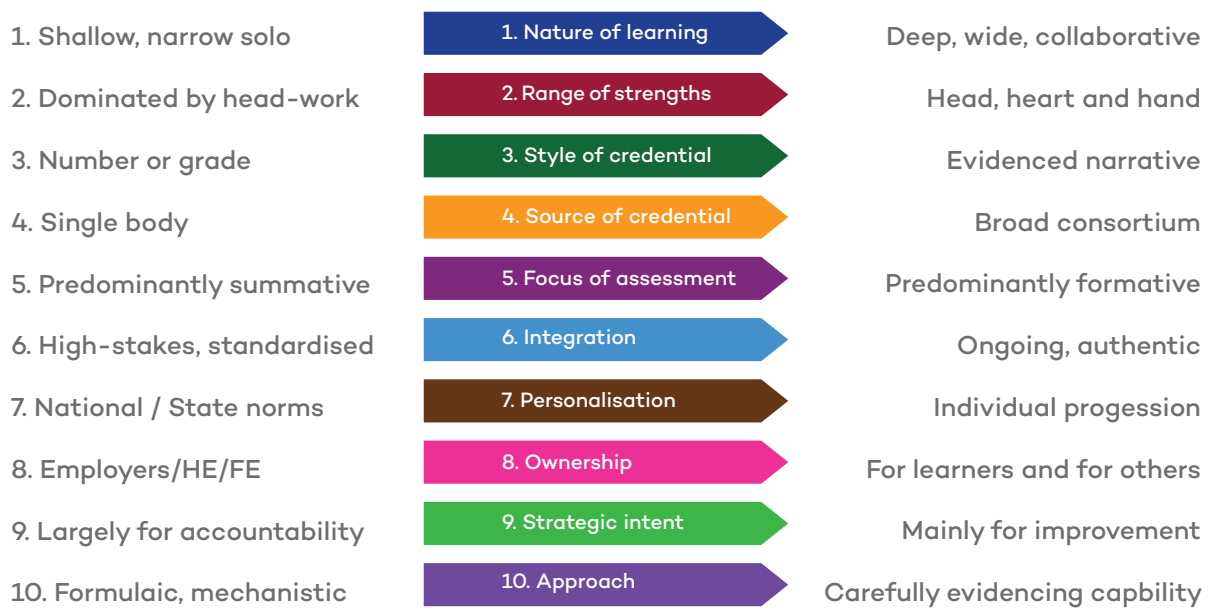 1. Shallow, narrow solo 1. Nature of learning Deep, wide, collaborative
2. Dominated by head-work 2. Range of strengths Head, heart and hand
3. Number or grade 3. Style of credential Evidenced narrative
4. Single body 4. Source of credential Broad consortium
5. Predominantly summative 5. Focus of assessment Predominantly formative
6. High-stakes, standardised 6. Integration Ongoing, authentic
7. National / State norms 7. Personalisation Individual progession
8. Employers/HE/FE 8. Ownership For learners and for others
9. Largely for accountability 9. Strategic intent Mainly for improvement
10. Formulaic, mechanistic 10. Approach Carefully evidencing capbility